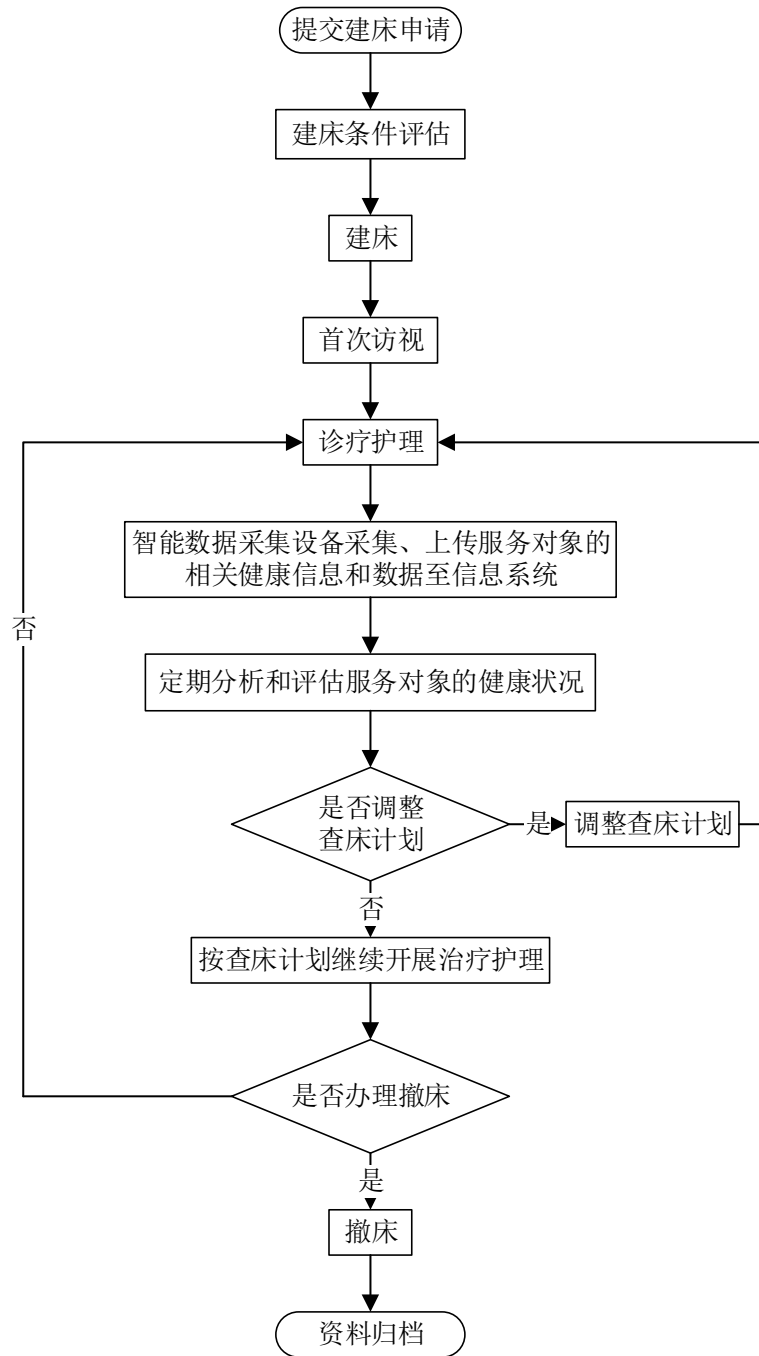 提交建床申请
建床条件评估
建床
首次访视
诊疗护理
智能数据采集设备采集、上传服务对象的
相关健康信息和数据至信息系统
否
定期分析和评估服务对象的健康状况
是否调整
查床计划
是
调整查床计划
否
按查床计划继续开展治疗护理
是否办理撤床
是
撤床
资料归档